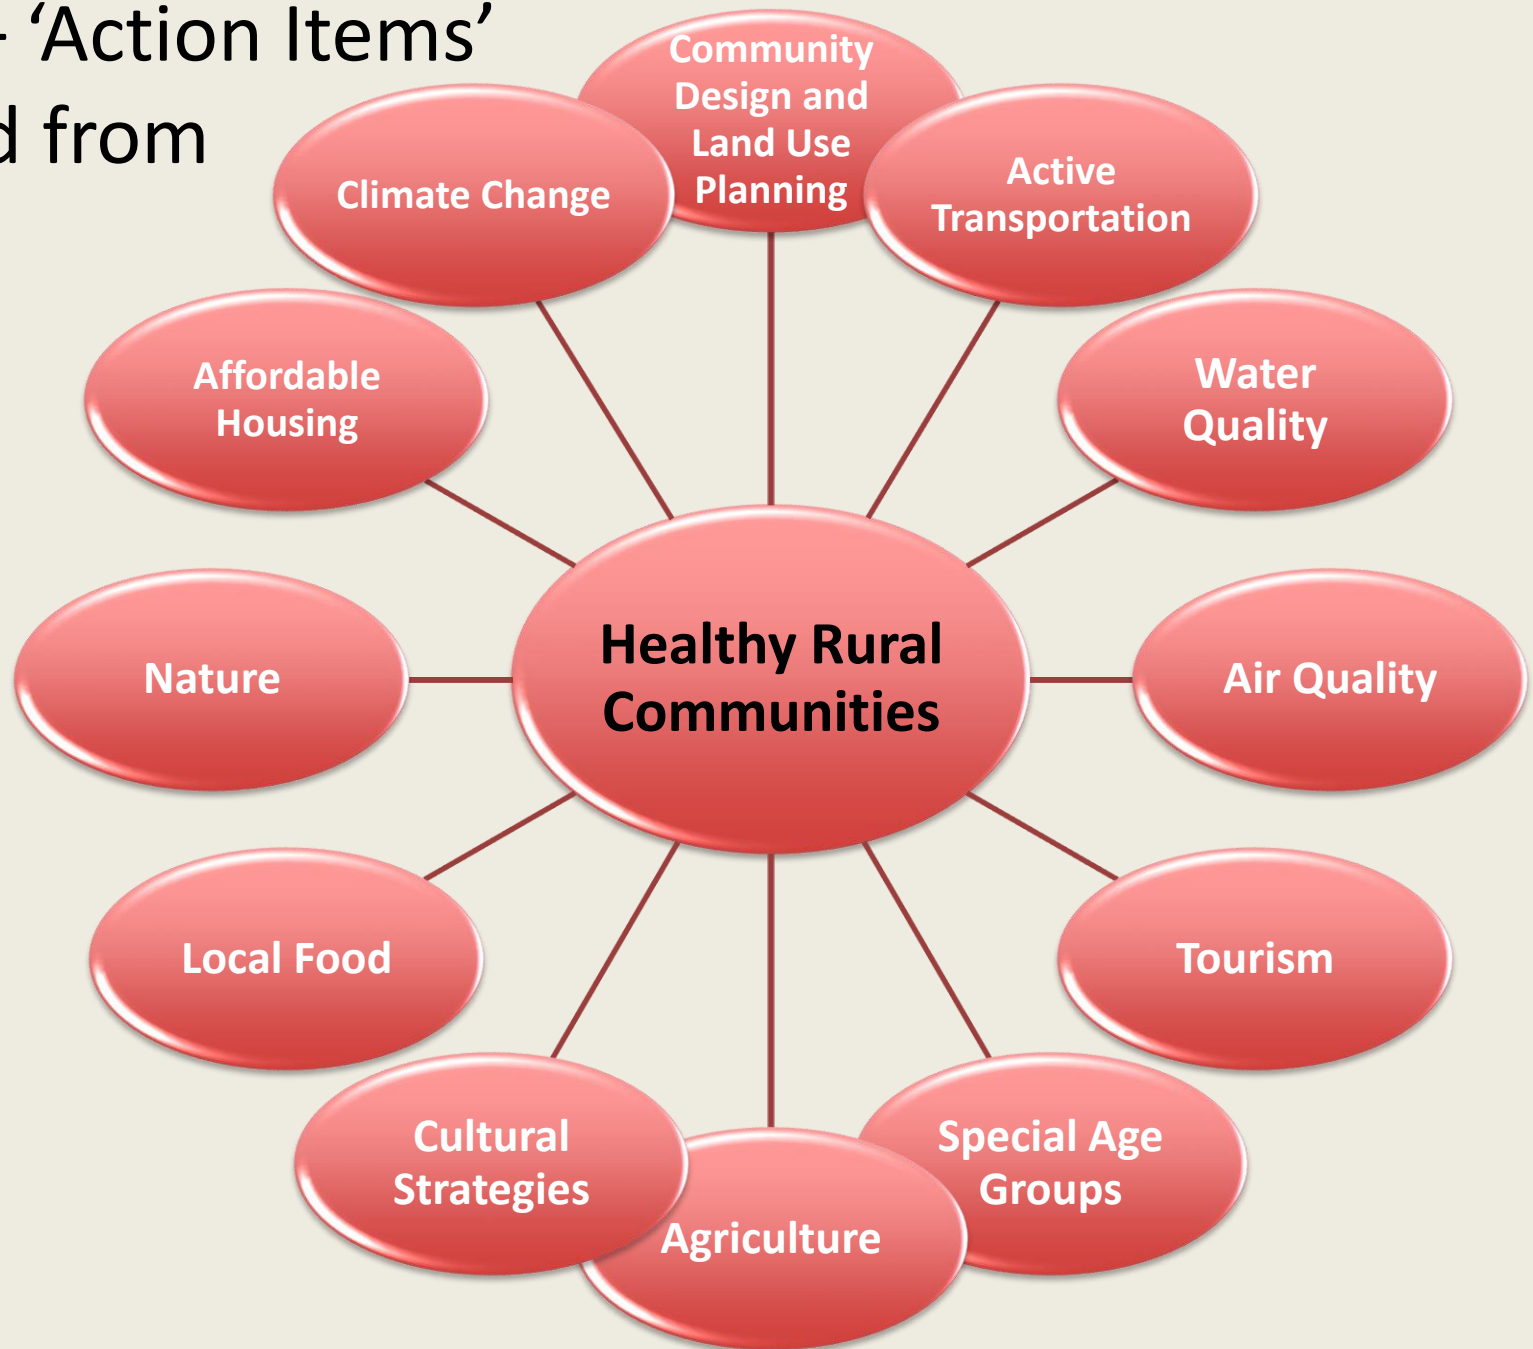 - 'Action Items'
d from
Community
Design and
Land Use
Planning
Active
Transportation
Water
Quality
Air Quality
Tourism
Special Age
Groups
Agriculture
Cultural
Strategies
Local Food
Nature
Affordable
Housing
Climate Change
Healthy Rural
Communities